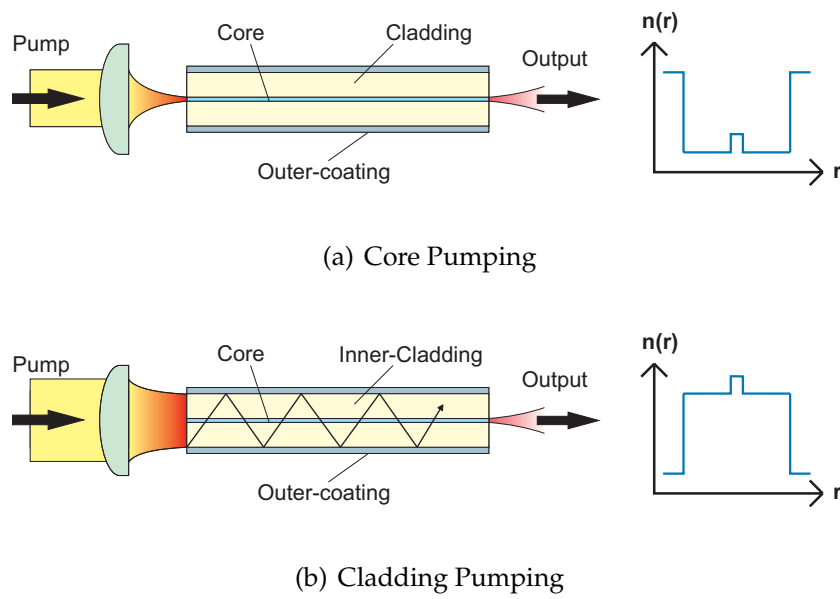 Pump
Core
Cladding
Output
Outer-coating
n(r)
r
(a) Core Pumping
Pump
Core
Inner-Cladding
Output
Outer-coating
n(r)
r
(b) Cladding Pumping